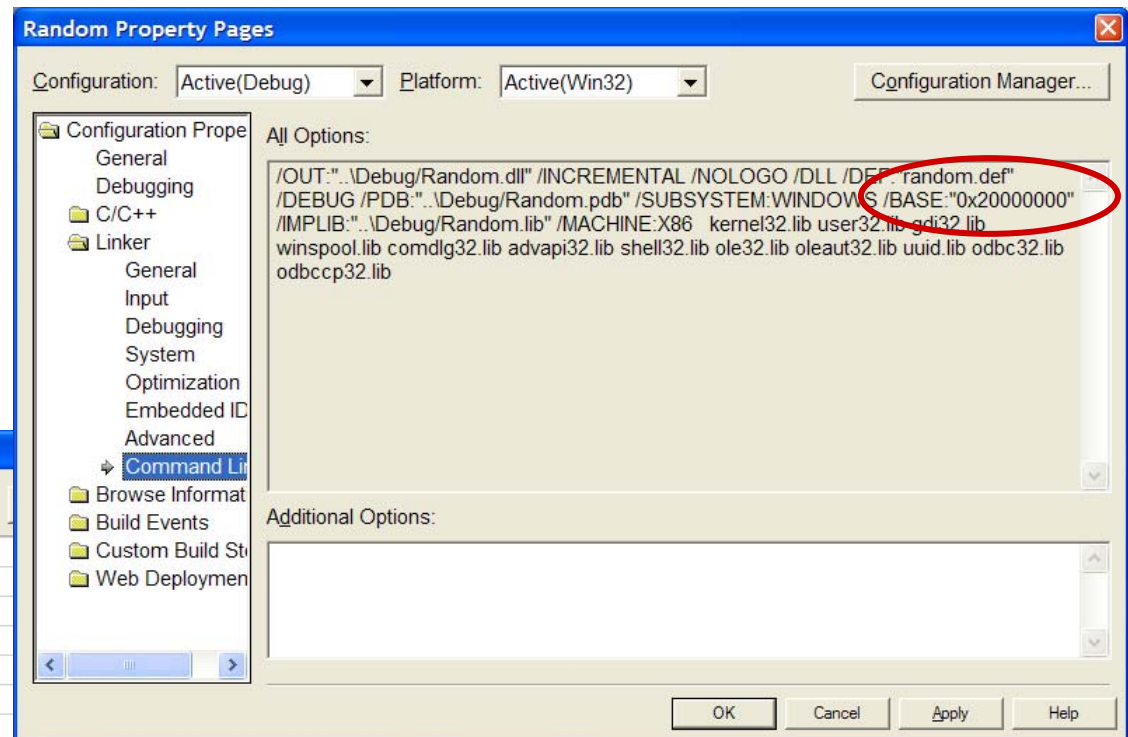 Random Property Pages
Configuration: Active(Debug) Platform: Active(Win32) Configuration Manager...
Configuration Prope
General
Debugging
C/C++
Linker
General
Input
Debugging
System
Optimization
Embedded ID
Advanced
Command Lin
Browse Informat
Build Events
Custom Build Ste
Web Deploymen
All Options:
/OUT:"..\Debug/Random.dll" /INCREMENTAL /NOLOGO /DLL /DEF:"random.def"
/DEBUG /PDB:"..\Debug/Random.pdb" /SUBSYSTEM:WINDOWS /BASE:"0x20000000"
/IMPLIB:"..\Debug/Random.lib" /MACHINE:X86 kernel32.lib user32.lib gdi32.lib
winspool.lib comdlg32.lib advapi32.lib shell32.lib ole32.lib oleaut32.lib uuid.lib odbc32.lib
odbccp32.lib
Additional Options:
OK Cancel Apply Help